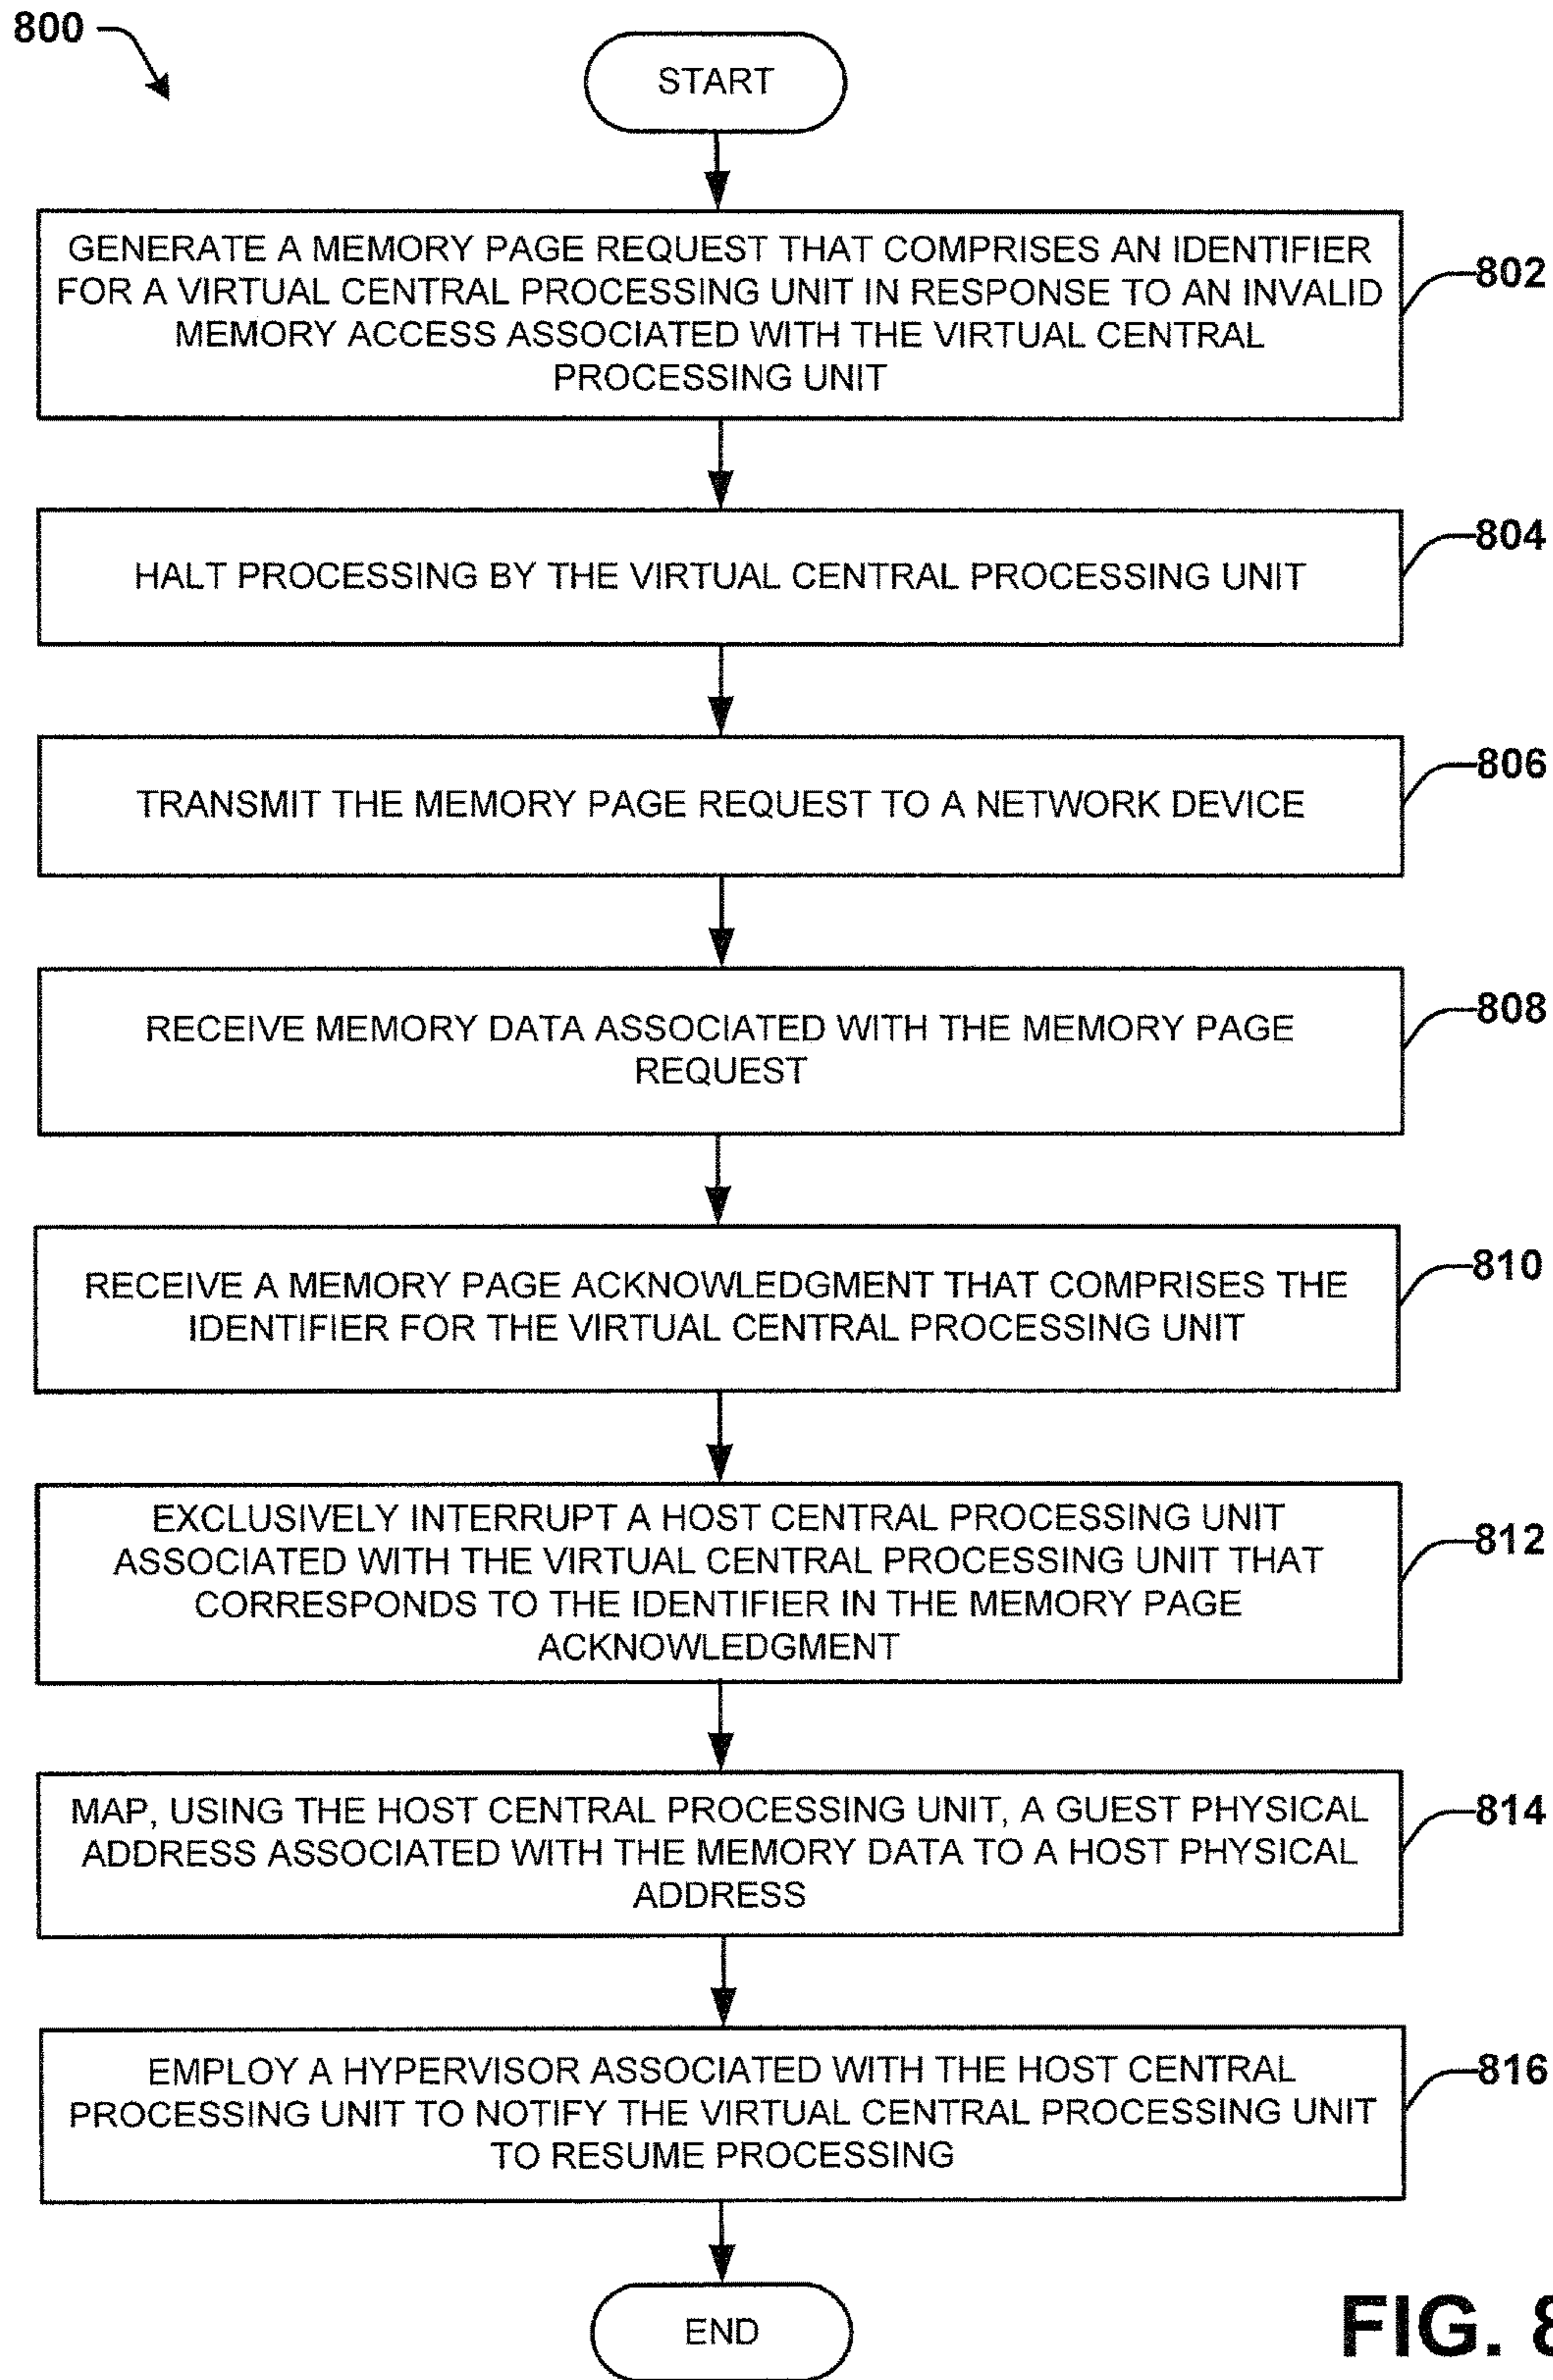 800
START
GENERATE A MEMORY PAGE REQUEST THAT COMPRISES AN IDENTIFIER
FOR A VIRTUAL CENTRAL PROCESSING UNIT IN RESPONSE TO AN INVALID
MEMORY ACCESS ASSOCIATED WITH THE VIRTUAL CENTRAL
PROCESSING UNIT
802
HALT PROCESSING BY THE VIRTUAL CENTRAL PROCESSING UNIT
804
TRANSMIT THE MEMORY PAGE REQUEST TO A NETWORK DEVICE
806
RECEIVE MEMORY DATA ASSOCIATED WITH THE MEMORY PAGE
REQUEST
808
RECEIVE A MEMORY PAGE ACKNOWLEDGMENT THAT COMPRISES THE
IDENTIFIER FOR THE VIRTUAL CENTRAL PROCESSING UNIT
810
EXCLUSIVELY INTERRUPT A HOST CENTRAL PROCESSING UNIT
ASSOCIATED WITH THE VIRTUAL CENTRAL PROCESSING UNIT THAT
CORRESPONDS TO THE IDENTIFIER IN THE MEMORY PAGE
ACKNOWLEDGMENT
812
MAP, USING THE HOST CENTRAL PROCESSING UNIT, A GUEST PHYSICAL
ADDRESS ASSOCIATED WITH THE MEMORY DATA TO A HOST PHYSICAL
ADDRESS
814
EMPLOY A HYPERVISOR ASSOCIATED WITH THE HOST CENTRAL
PROCESSING UNIT TO NOTIFY THE VIRTUAL CENTRAL PROCESSING UNIT
TO RESUME PROCESSING
816
END
FIG. 8